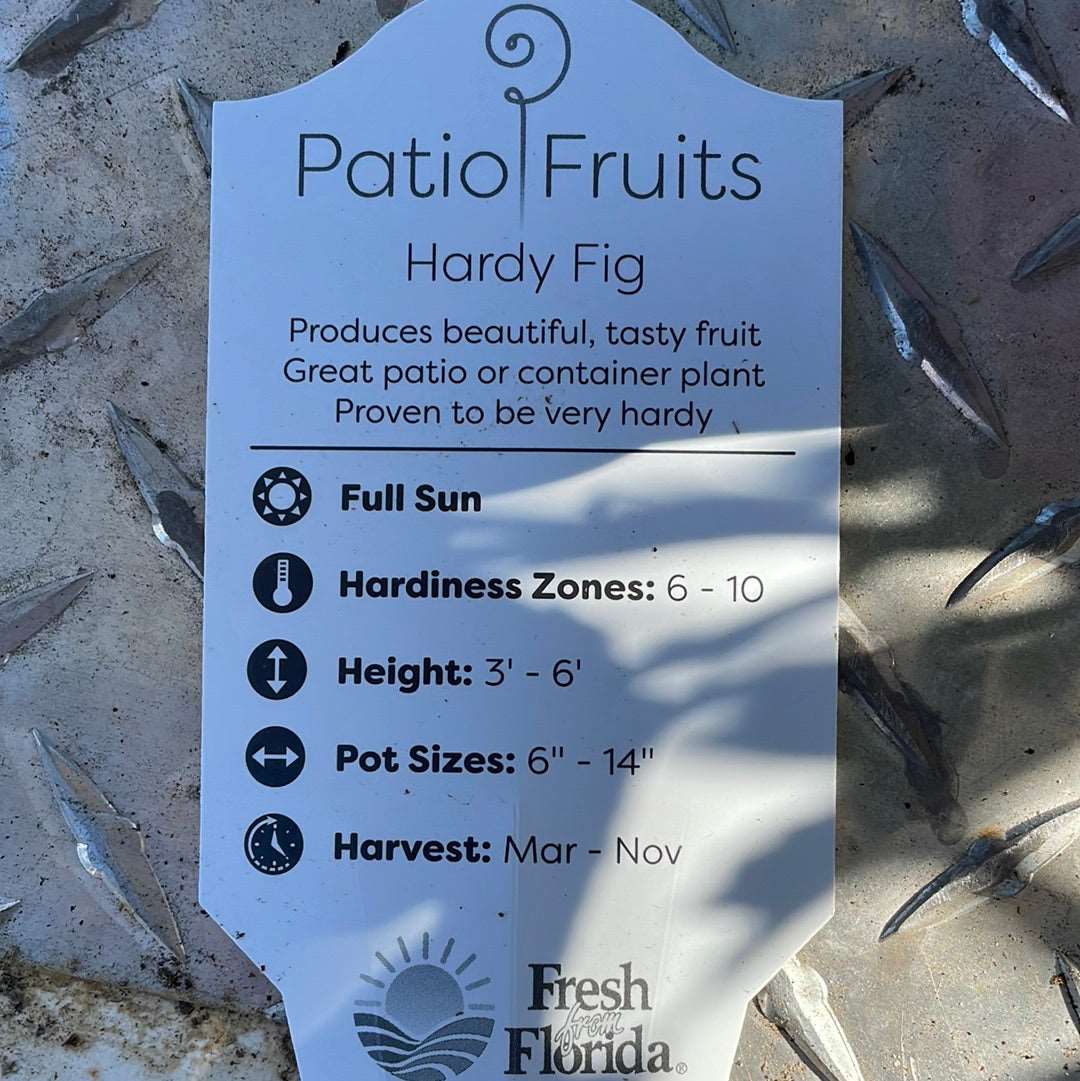 Patio Fruits
Hardy Fig
Produces beautiful, tasty fruit
Great patio or container plant
Proven to be very hardy
Full Sun
Hardiness Zones: 6 - 10
Height: 3' - 6'
Pot Sizes: 6" - 14"
Harvest: Mar - Nov
Fresh
from
Florida®